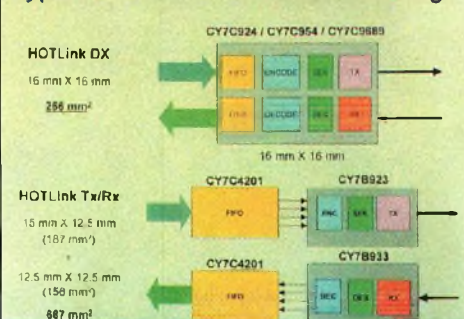 CY7C924 / CY7C954 / CY7C9689
HOTLink DX
16 mm X 16 mm
256 mm²
FIFO ENCODE SER TX
FIFO DECODE DES
16 mm X 16 mm
CY7C4201 CY7B923
HOTLink Tx/Rx
15 mm X 12.5 mm
(187 mm²)
FIFO ENC SER TX
+
CY7C4201 CY7B933
12.5 mm X 12.5 mm
(156 mm²)
FIFO DEC DES RX
687 mm²